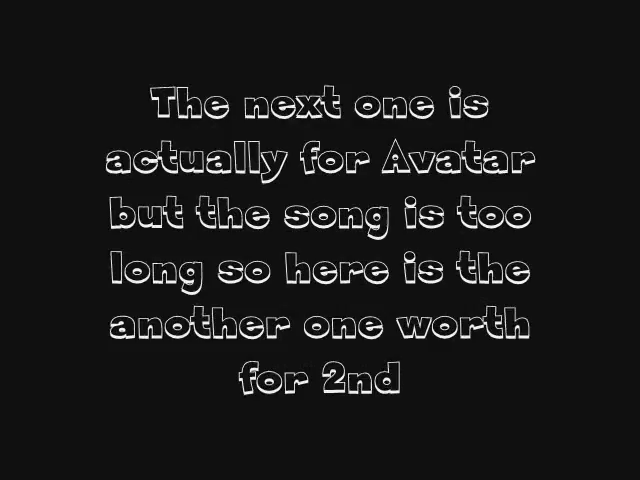 The next one is
actually for Avatar
but the song is too
long so here is the
another one worth
for 2nd